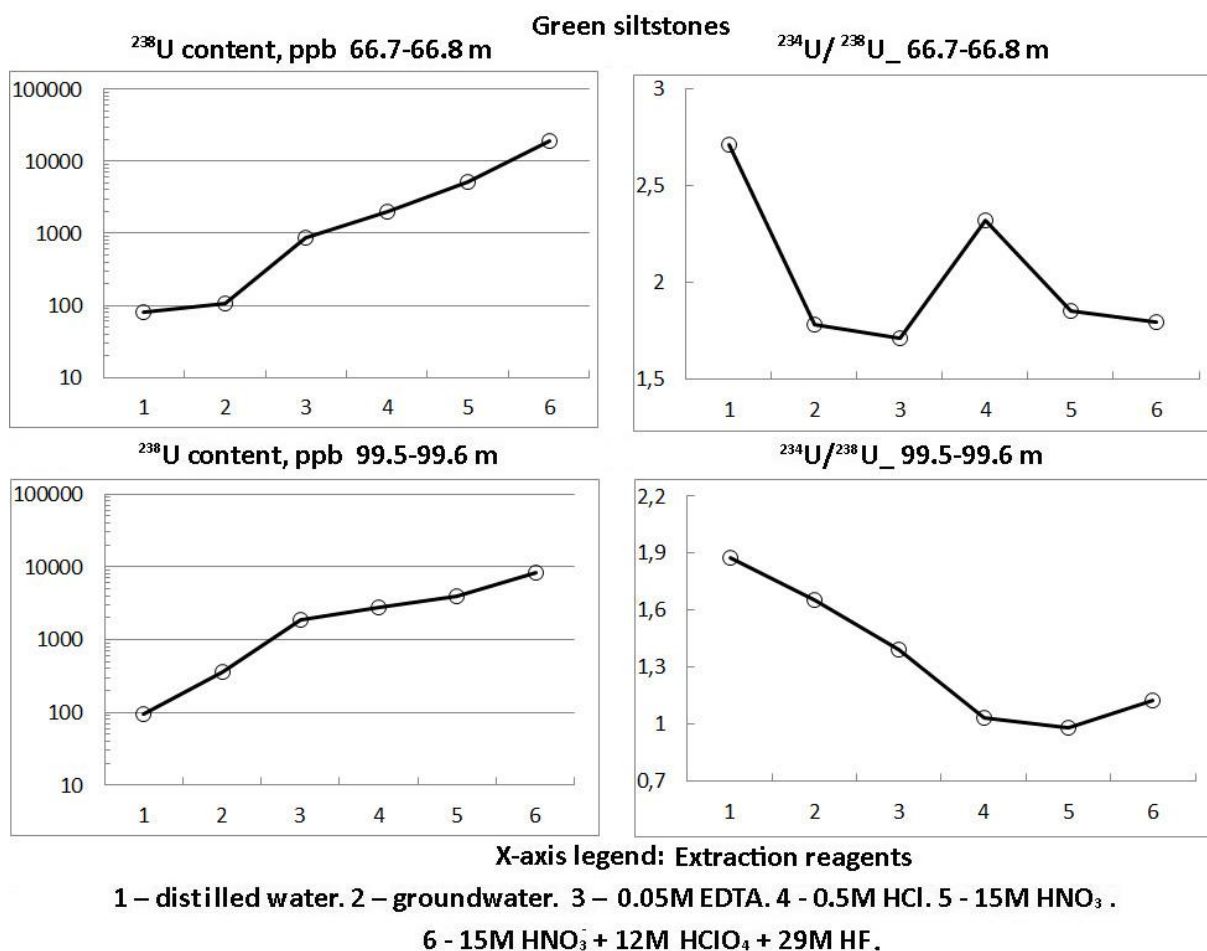 Green siltstones
²³⁸U content, ppb 66.7-66.8 m
100000
10000
1000
100
10
1 2 3 4 5 6
²³⁴U/ ²³⁸U_ 66.7-66.8 m
3
2,5
2
1,5
1 2 3 4 5 6
²³⁸U content, ppb 99.5-99.6 m
100000
10000
1000
100
10
1 2 3 4 5 6
²³⁴U/²³⁸U_ 99.5-99.6 m
2,2
1,9
1,6
1,3
1
0,7
1 2 3 4 5 6
X-axis legend: Extraction reagents
1 – distilled water. 2 – groundwater. 3 – 0.05M EDTA. 4 - 0.5M HCl. 5 - 15M HNO₃ .
6 - 15M HNO₃ + 12M HClO₄ + 29M HF.